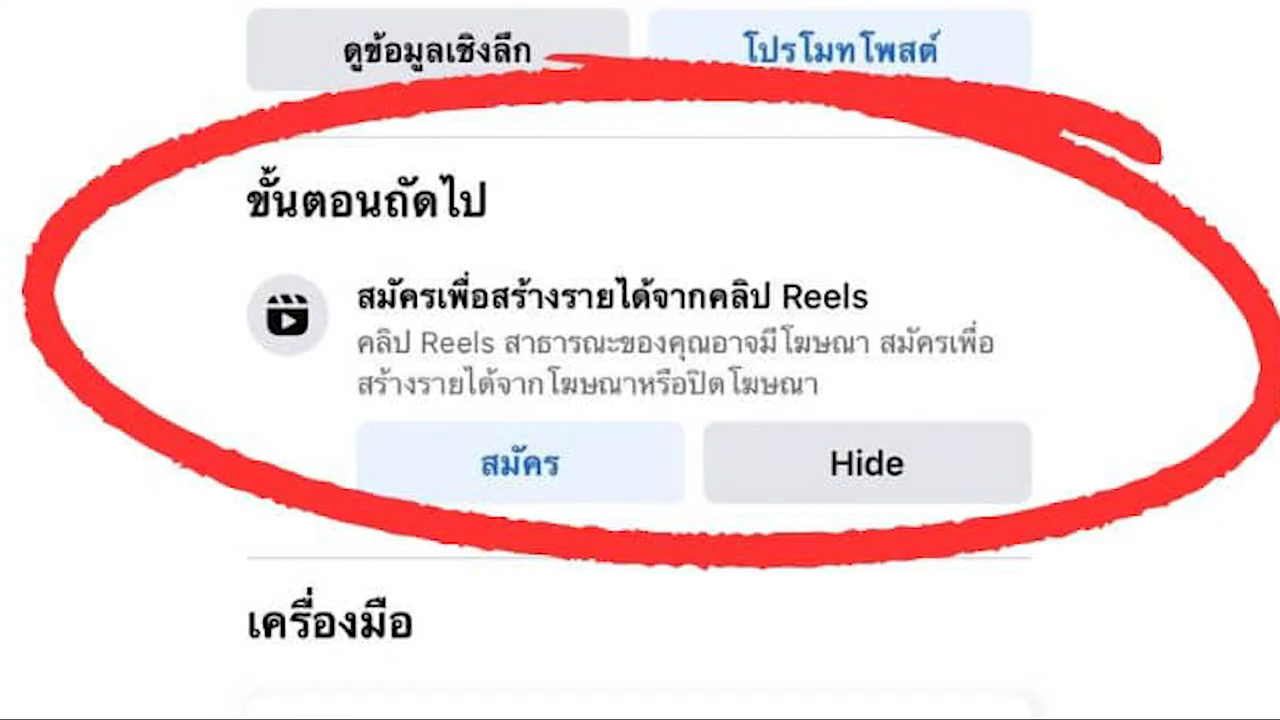 ดูข้อมูลเชิงลึก
โปรโมทโพสต์
ขั้นตอนถัดไป
สมัครเพื่อสร้างรายได้จากคลิป Reels
คลิป Reels สาธารณะของคุณอาจมีโฆษณา สมัครเพื่อ
สร้างรายได้จากโฆษณาหรือปิดโฆษณา
สมัคร
Hide
เครื่องมือ